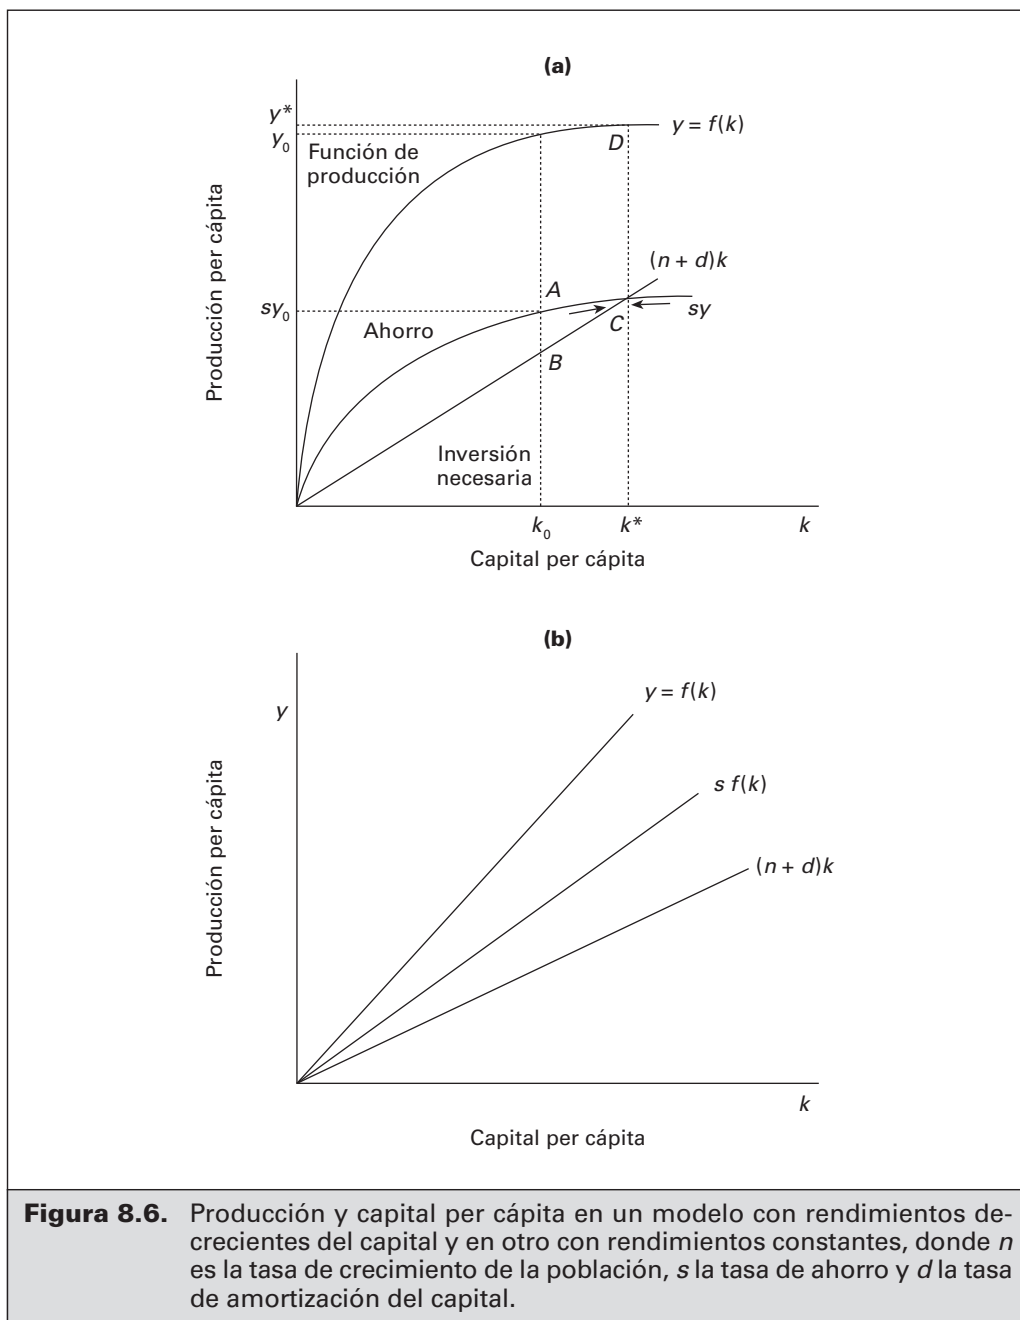 (a)
y*
y = f(k)
y0
D
Función de
producción
(n + d)k
A
sy0
C
sy
Ahorro
B
Inversión
necesaria
k0
k*
k
Producción per cápita
Capital per cápita
(b)
y = f(k)
y
s f(k)
(n + d)k
Producción per cápita
k
Capital per cápita
Figura 8.6. Producción y capital per cápita en un modelo con rendimientos de-
crecientes del capital y en otro con rendimientos constantes, donde n
es la tasa de crecimiento de la población, s la tasa de ahorro y d la tasa
de amortización del capital.